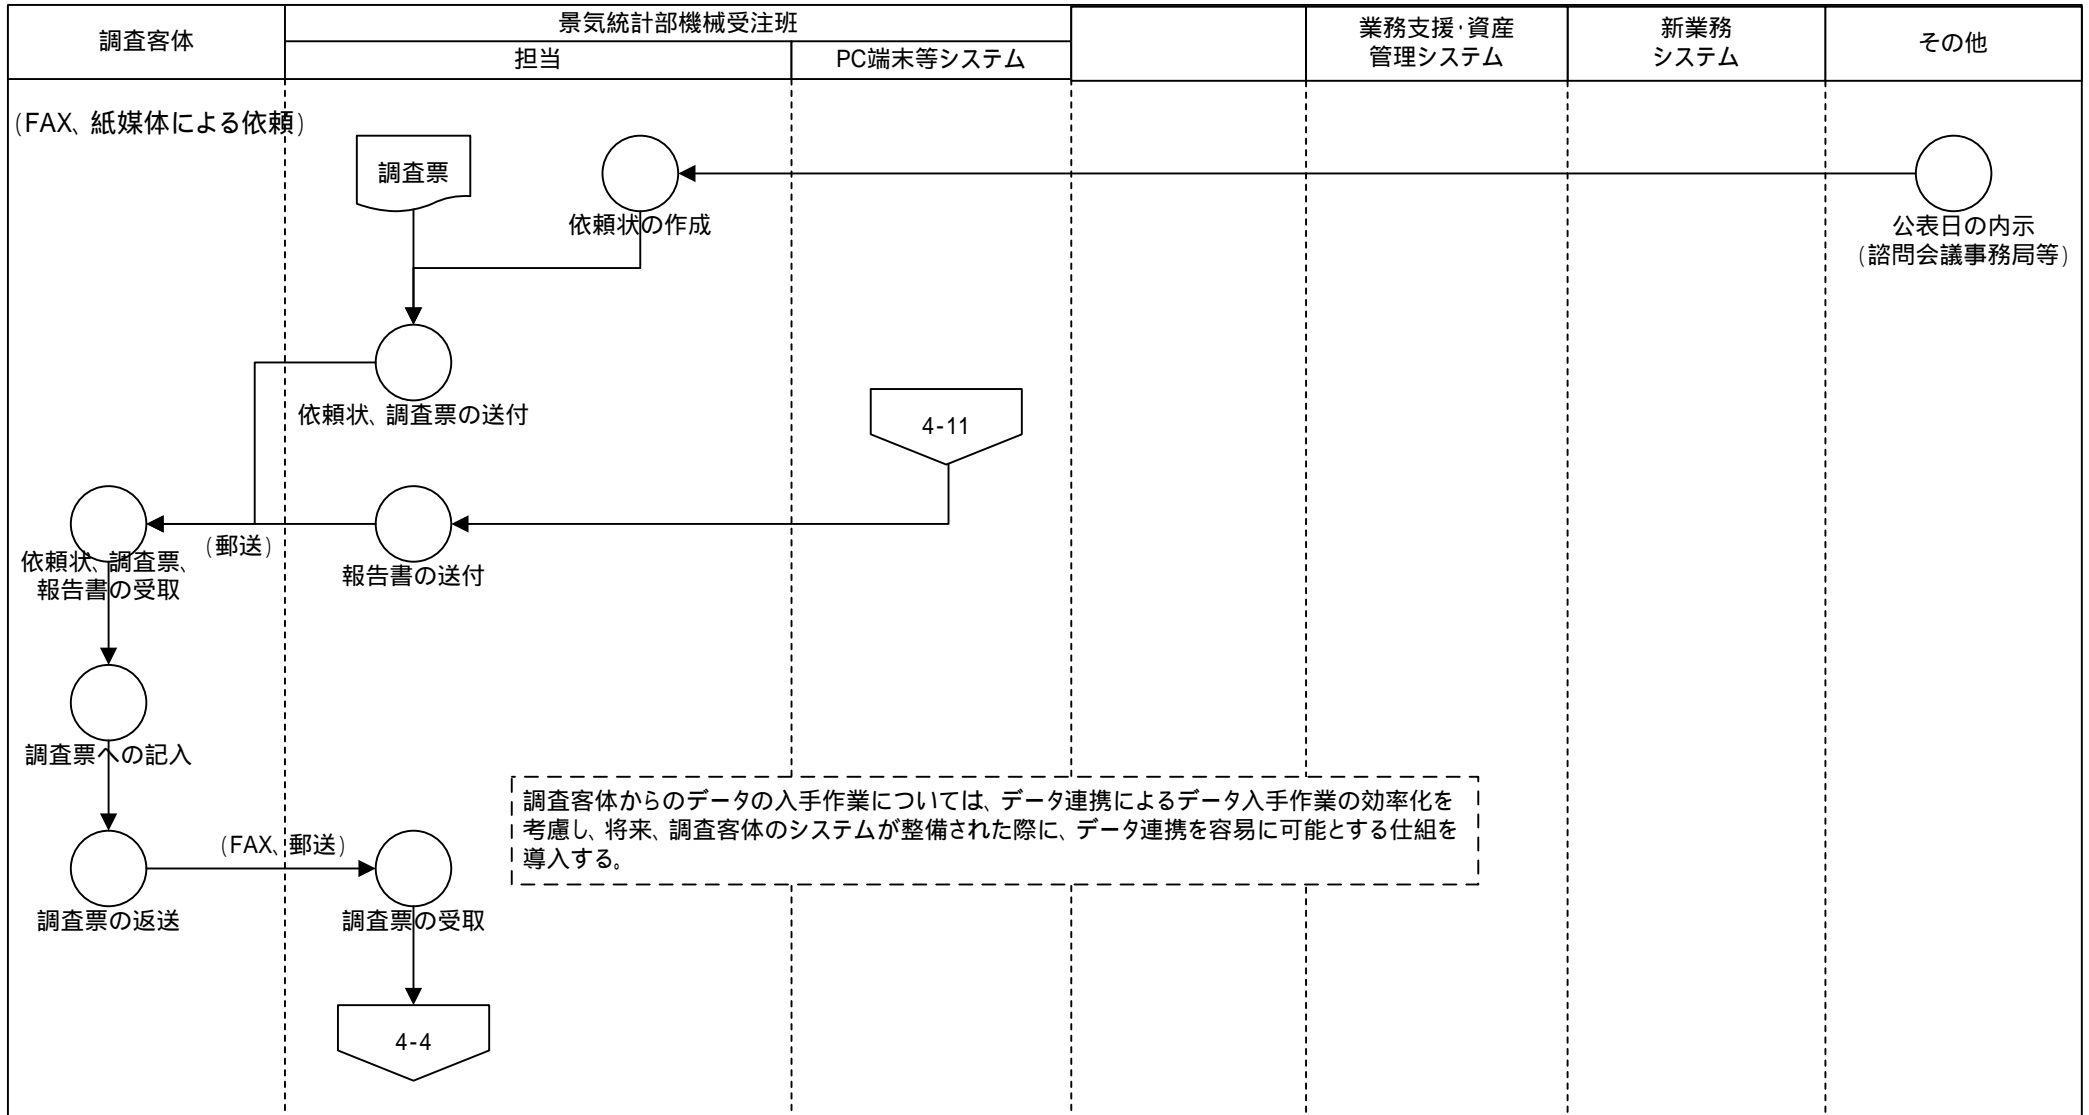 調査客体
景気統計部機械受注班
担当
PC端末等システム
業務支援・資産
管理システム
新業務
システム
その他
(FAX、紙媒体による依頼)
調査票
依頼状の作成
公表日の内示
(諮問会議事務局等)
依頼状、調査票の送付
4-11
(郵送)
依頼状、調査票、
報告書の受取
報告書の送付
調査票への記入
調査客体からのデータの入手作業については、データ連携によるデータ入手作業の効率化を
考慮し、将来、調査客体のシステムが整備された際に、データ連携を容易に可能とする仕組を
導入する。
(FAX、郵送)
調査票の返送
調査票の受取
4-4